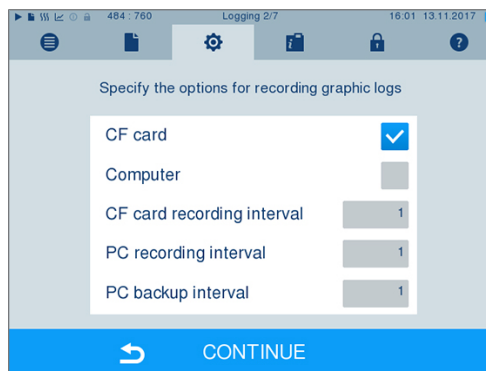 484 : 760 Logging 2/7 16:01 13.11.2017
Specify the options for recording graphic logs
CF card
Computer
CF card recording interval 1
PC recording interval 1
PC backup interval 1
CONTINUE